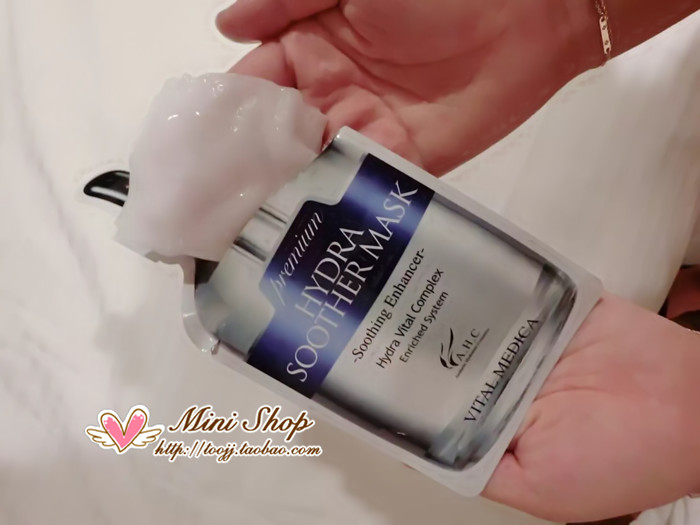 premium
HYDRA
SOOTHER MASK
-Soothing Enhancer-
Hydra Vital Complex
Enriched System
A.H.C
VITAL MEDICA
Mini Shop
http://toojj.taobao.com